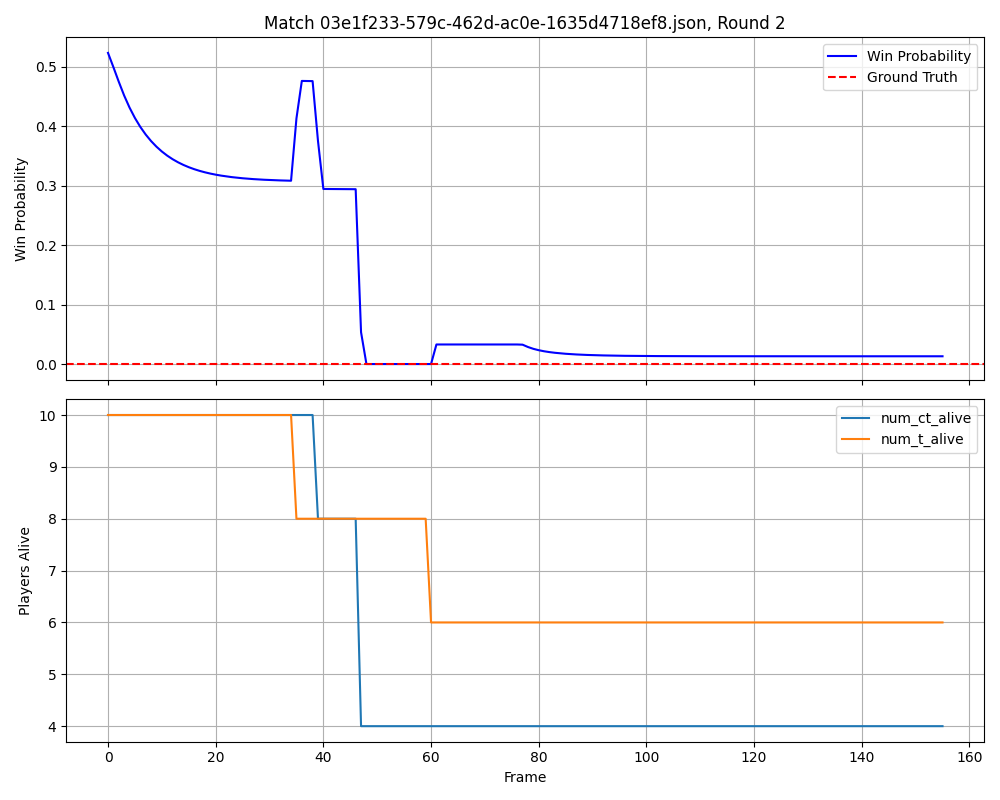 Match 03e1f233-579c-462d-ac0e-1635d4718ef8.json, Round 2
Win Probability
Ground Truth
0.5
0.4
0.3
0.2
0.1
0.0
Win Probability
num_ct_alive
num_t_alive
10
9
8
7
6
5
4
Players Alive
0 20 40 60 80 100 120 140 160
Frame